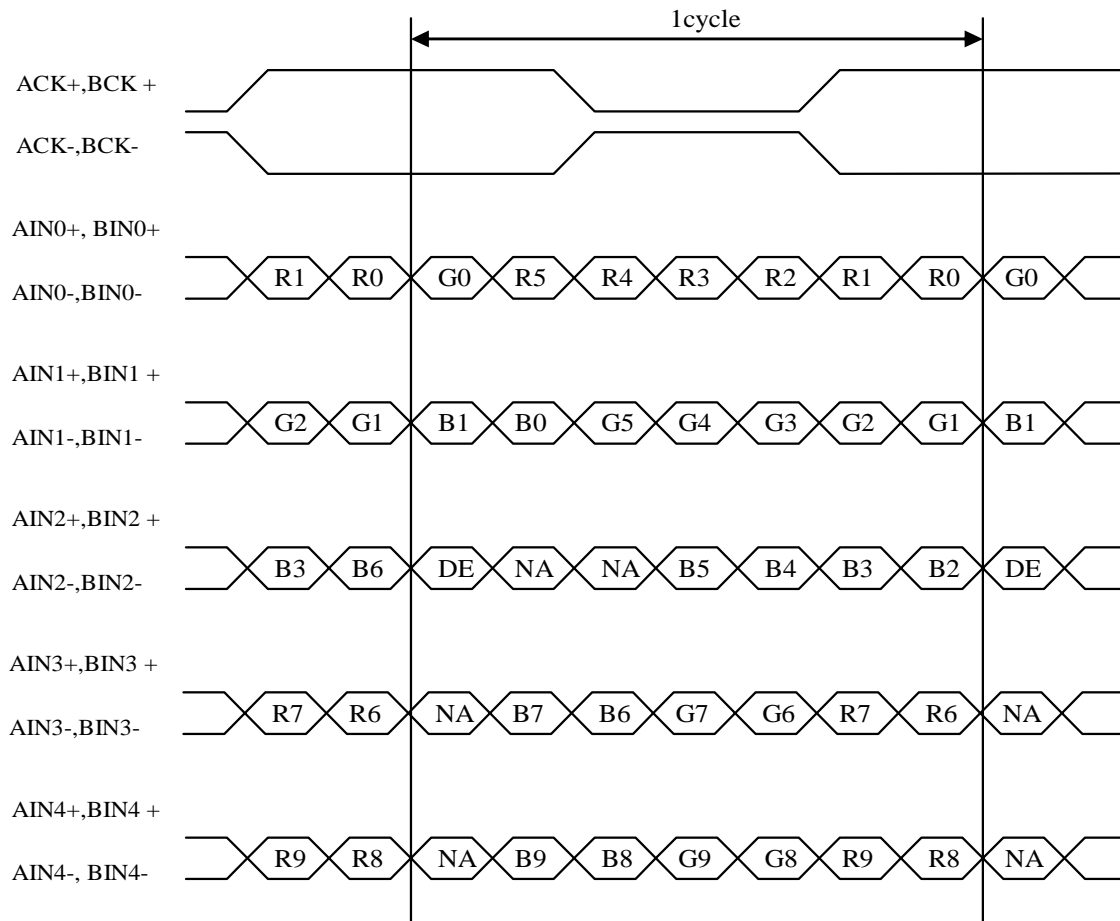 1cycle
ACK+,BCK +
ACK-,BCK-
AIN0+, BIN0+
R1 R0 G0 R5 R4 R3 R2 R1 R0 G0
AIN0-,BIN0-
AIN1+,BIN1 +
G2 G1 B1 B0 G5 G4 G3 G2 G1 B1
AIN1-,BIN1-
AIN2+,BIN2 +
B3 B6 DE NA NA B5 B4 B3 B2 DE
AIN2-,BIN2-
AIN3+,BIN3 +
R7 R6 NA B7 B6 G7 G6 R7 R6 NA
AIN3-,BIN3-
AIN4+,BIN4 +
R9 R8 NA B9 B8 G9 G8 R9 R8 NA
AIN4-, BIN4-